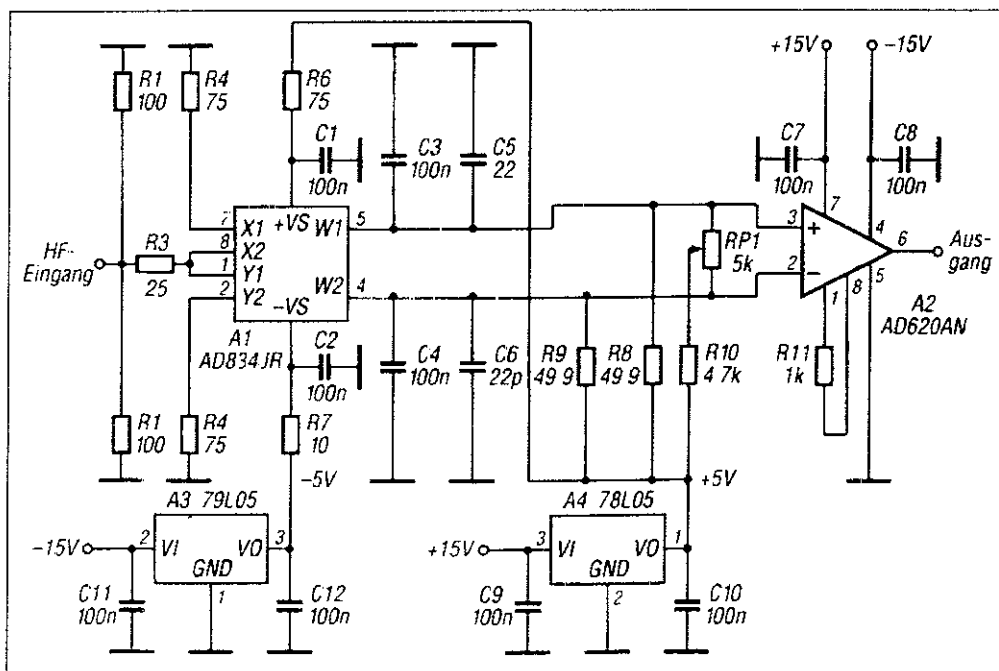 +15V
-15V
R1
100
R4
75
R6
75
C1
100n
C3
100n
C5
22
C7
100n
C8
100n
HF-
Eingang
R3
25
7
8
1
2
X1
X2
Y1
Y2
+VS
-VS
W1
W2
5
4
A1
AD834JR
C2
100n
RP1
5k
3
2
+
–
7
4
6
5
1
8
Aus-
gang
A2
AD620AN
C4
100n
C6
22p
R9
49 9
R8
49 9
R10
4 7k
R11
1k
R1
100
R4
75
R7
10
-5V
+5V
A3 79L05
-15V
2
VI
VO
3
GND
1
C11
100n
C12
100n
A4 78L05
+15V
3
VI
VO
1
GND
2
C9
100n
C10
100n